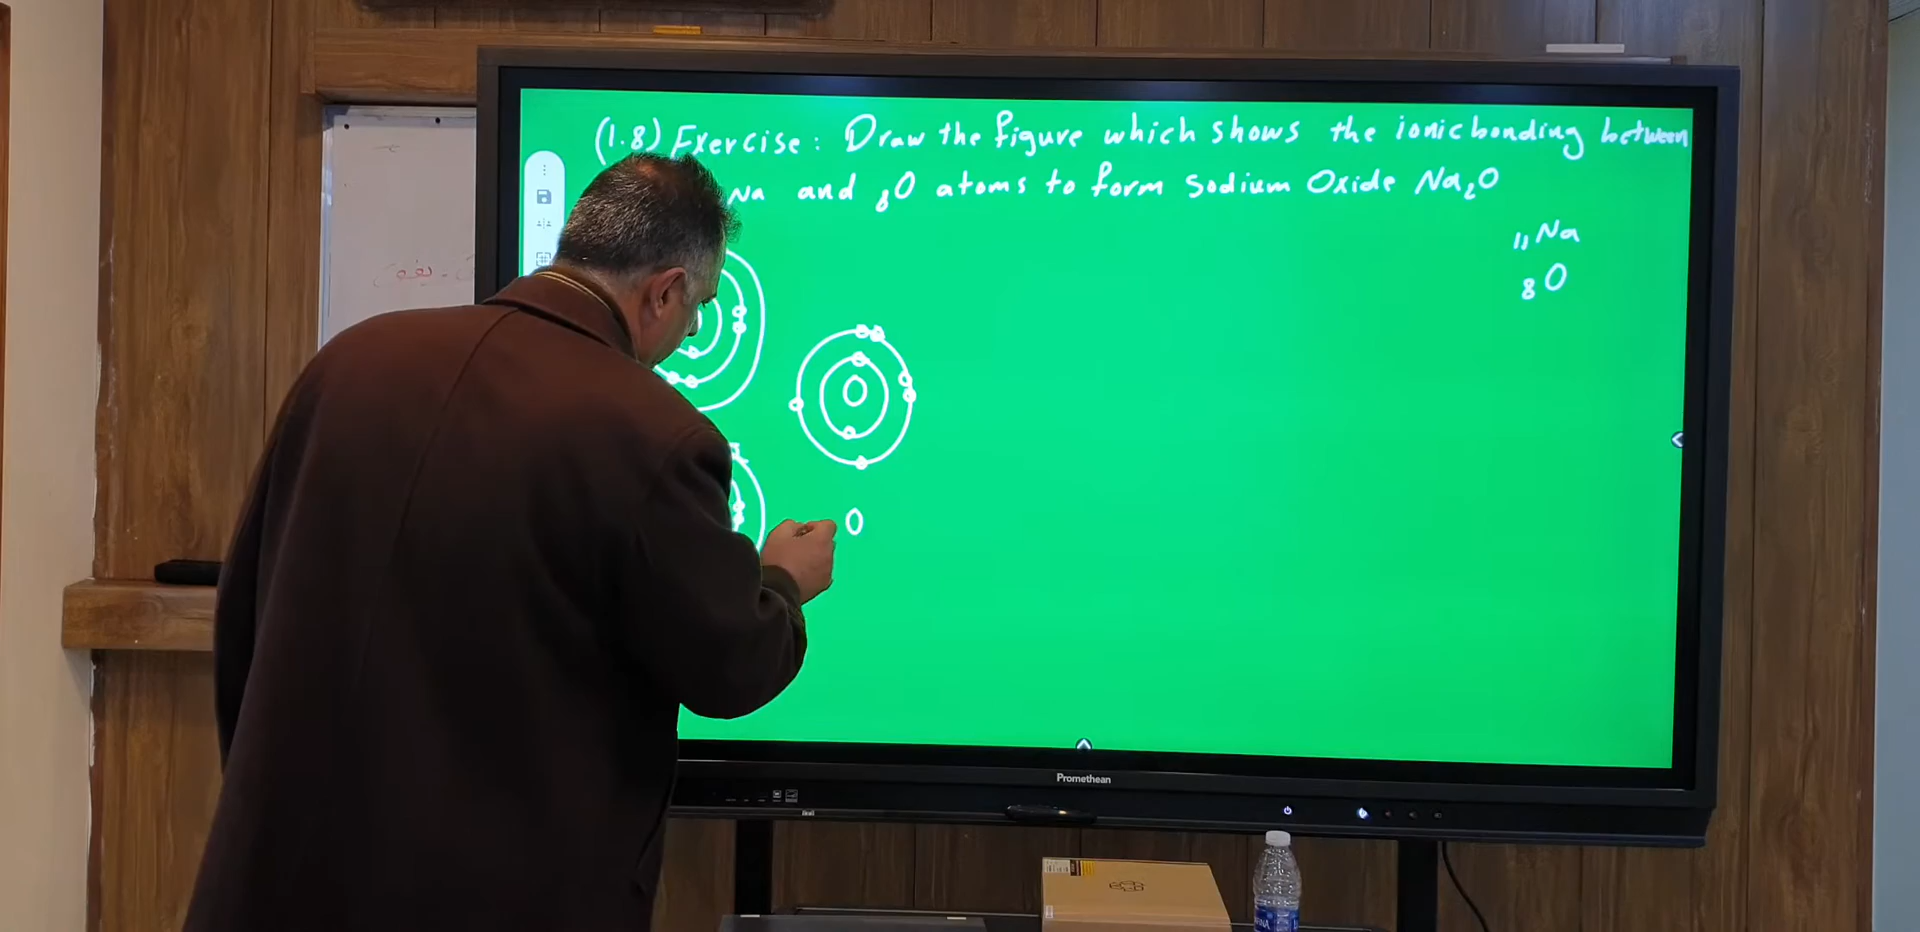 (1.8) Exercise: Draw the figure which shows the ionic bonding between
Na and 8O atoms to form Sodium Oxide Na2O
11Na
8O
O
Promethean